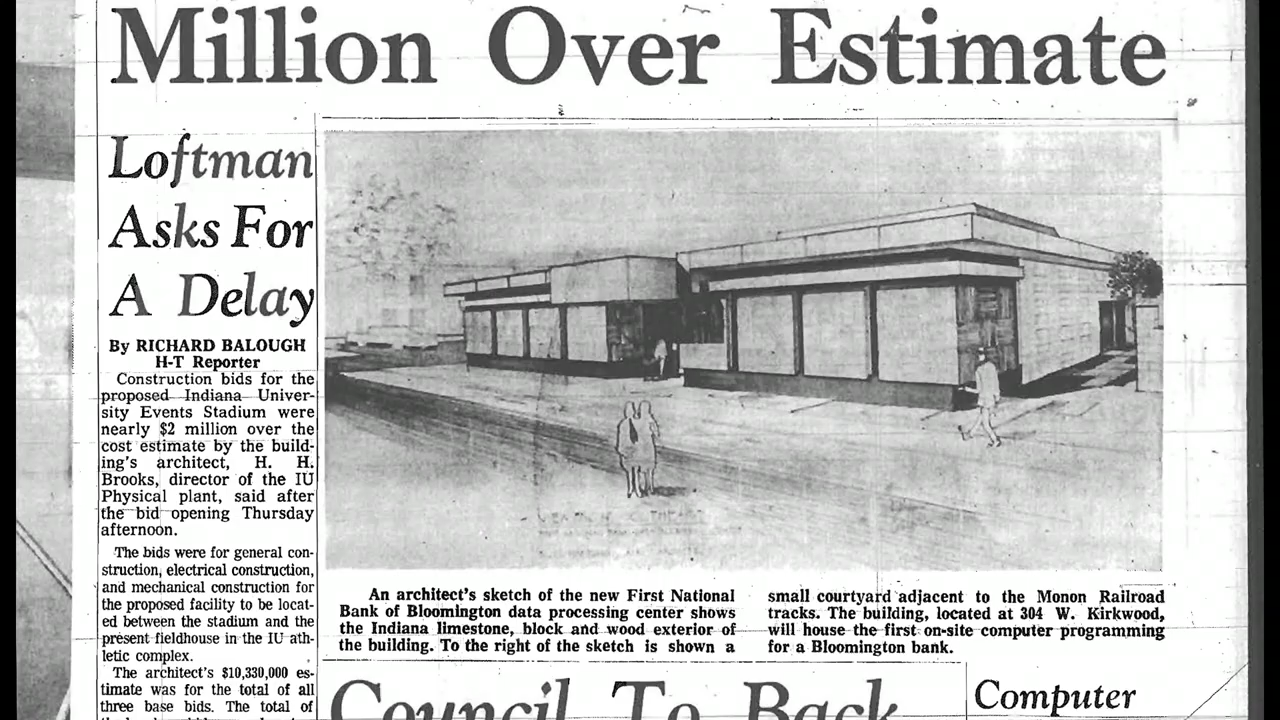 Million Over Estimate
Loftman
Asks For
A Delay
By RICHARD BALOUGH
H-T Reporter
Construction bids for the
proposed Indiana Univer-
sity Events Stadium were
nearly $2 million over the
cost estimate by the build-
ing's architect, H. H.
Brooks, director of the IU
Physical plant, said after
the bid opening Thursday
afternoon.
The bids were for general con-
struction, electrical construction,
and mechanical construction for
the proposed facility to be locat-
ed between the stadium and the
present fieldhouse in the IU ath-
letic complex.
The architect's $10,330,000 es-
timate was for the total of all
three base bids. The total of
An architect's sketch of the new First National
Bank of Bloomington data processing center shows
the Indiana limestone, block and wood exterior of
the building. To the right of the sketch is shown a
small courtyard adjacent to the Monon Railroad
tracks. The building, located at 304 W. Kirkwood,
will house the first on-site computer programming
for a Bloomington bank.
Council To Back
Computer